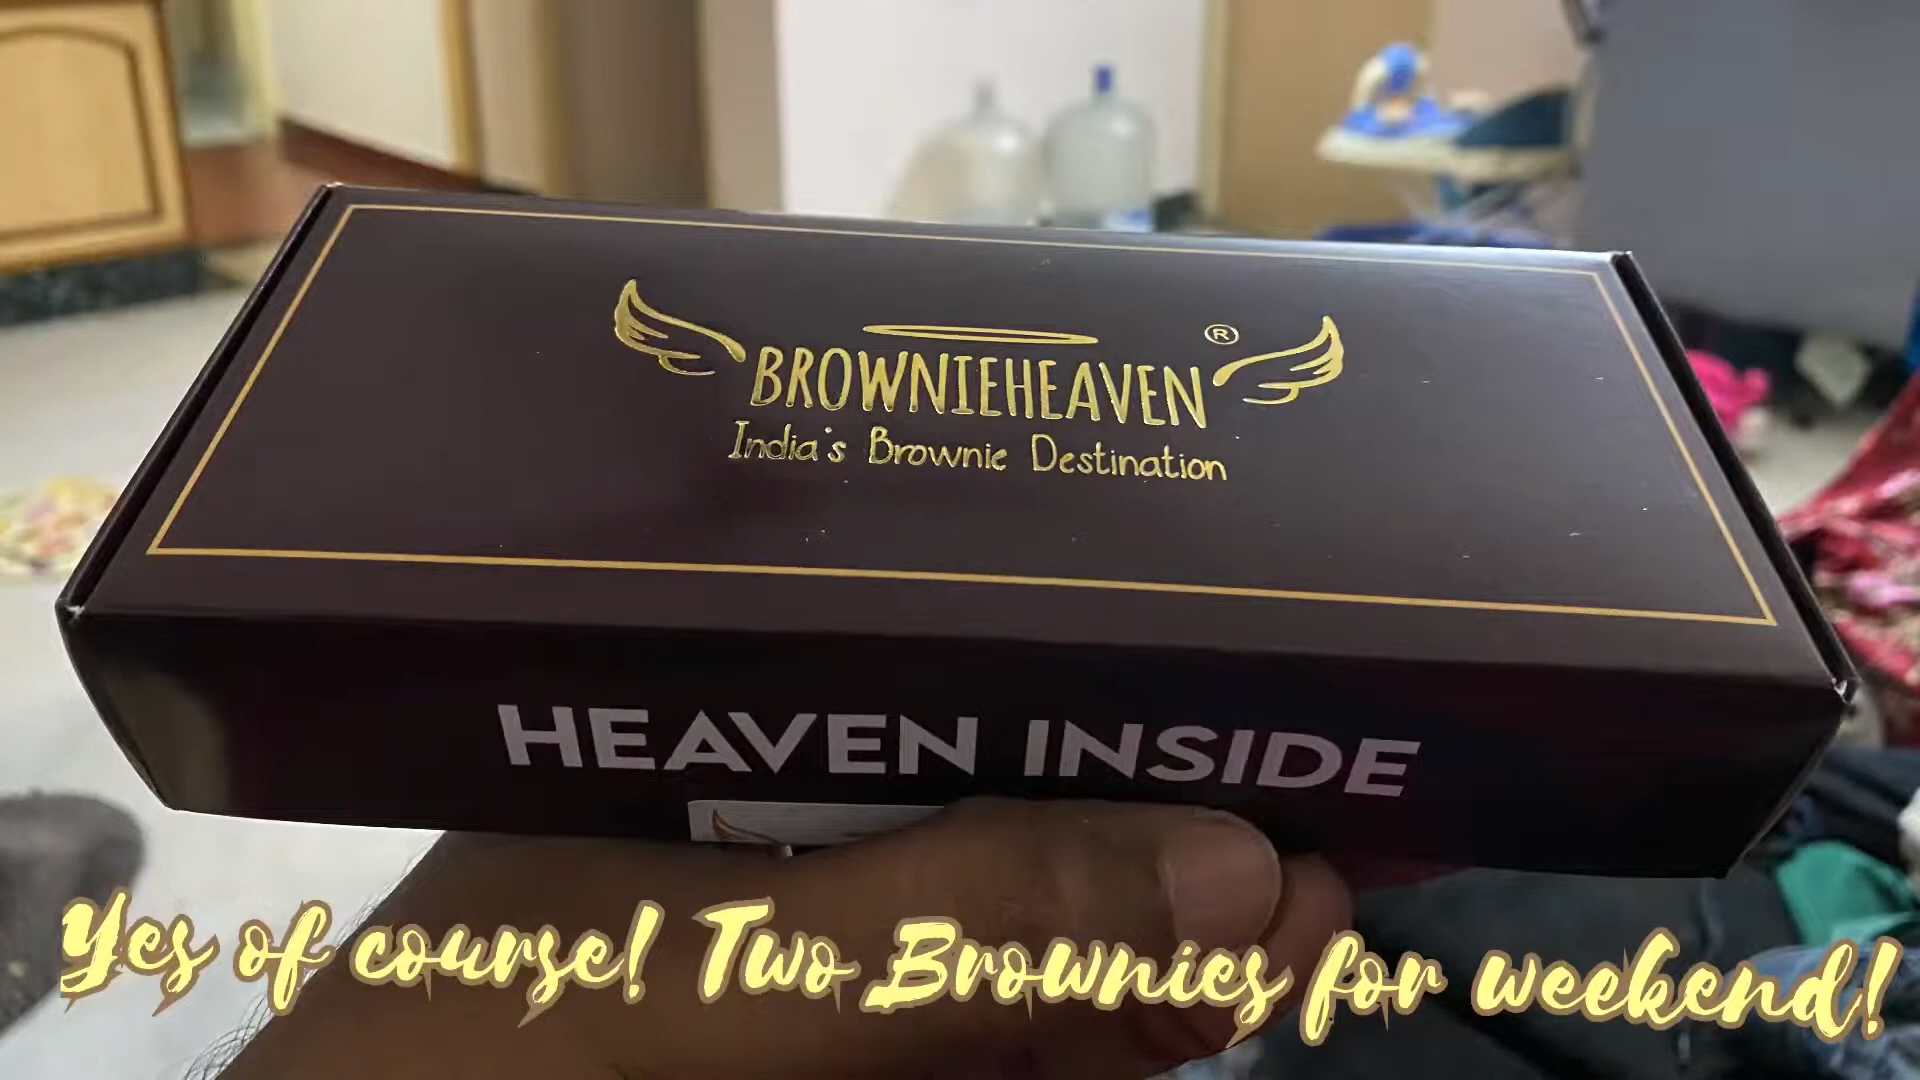 BROWNIEHEAVEN ®
India's Brownie Destination
HEAVEN INSIDE
Yes of course! Two Brownies for weekend!